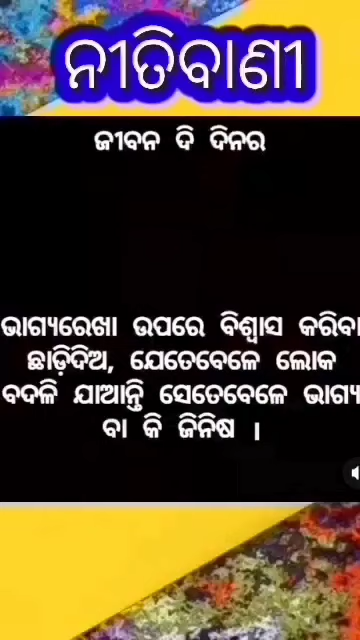 ନୀତିବାଣୀ
ଜୀବନ ଦି ଦିନର
ଭାଗ୍ୟରେଖା ଉପରେ ବିଶ୍ୱାସ କରିବା
ଛାଡ଼ିଦିଅ, ଯେତେବେଳେ ଲୋକ
ବଦଳି ଯାଆନ୍ତି ସେତେବେଳେ ଭାଗ୍ୟ
ବା କି ଜିନିଷ ।